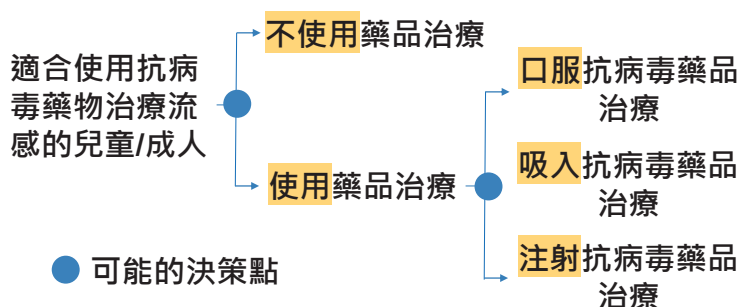 適合使用抗病
毒藥物治療流
感的兒童/成人
不使用藥品治療
使用藥品治療
口服抗病毒藥品
治療
吸入抗病毒藥品
治療
注射抗病毒藥品
治療
可能的決策點